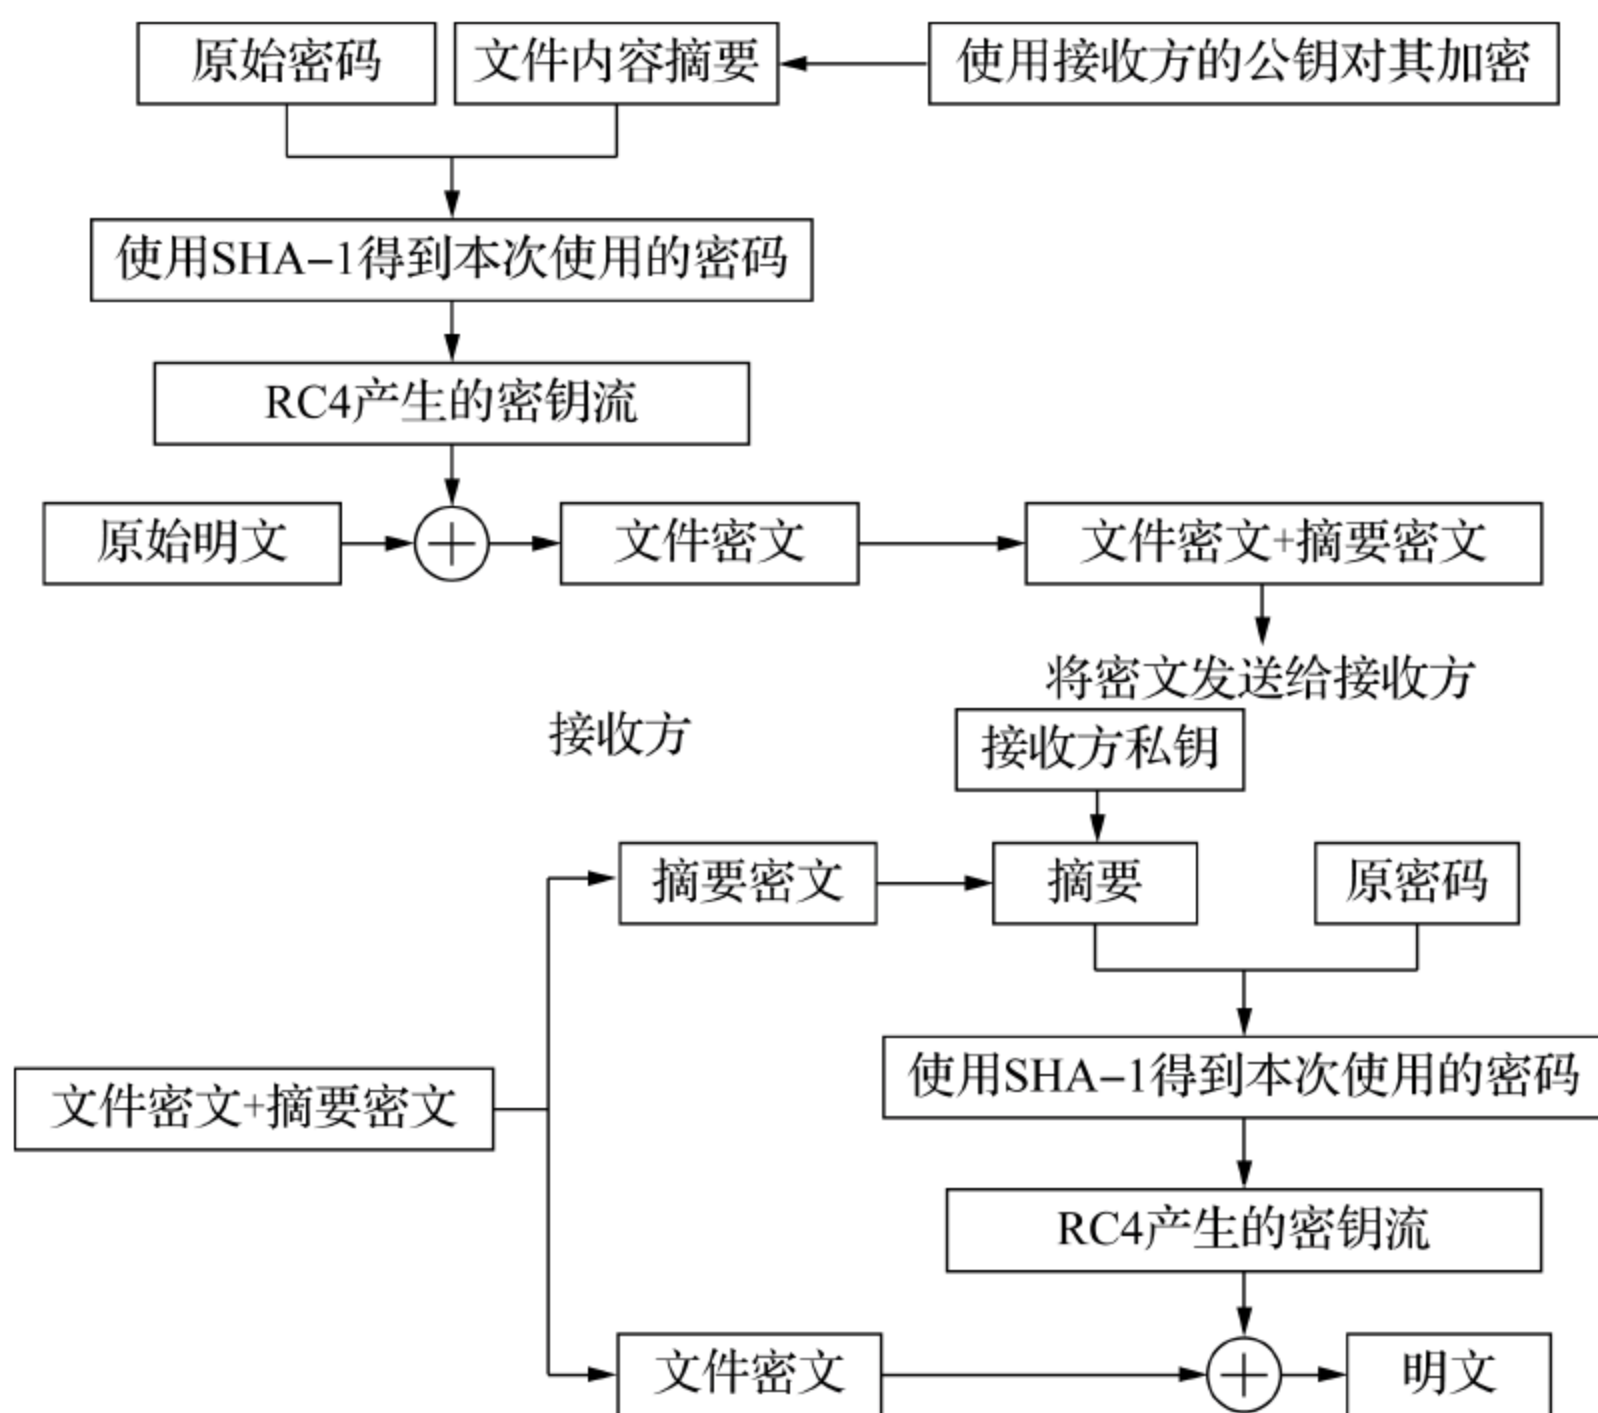 原始密码
文件内容摘要
使用接收方的公钥对其加密
使用SHA-1得到本次使用的密码
RC4产生的密钥流
原始明文
文件密文
文件密文+摘要密文
将密文发送给接收方
接收方
接收方私钥
摘要密文
摘要
原密码
使用SHA-1得到本次使用的密码
文件密文+摘要密文
RC4产生的密钥流
文件密文
明文